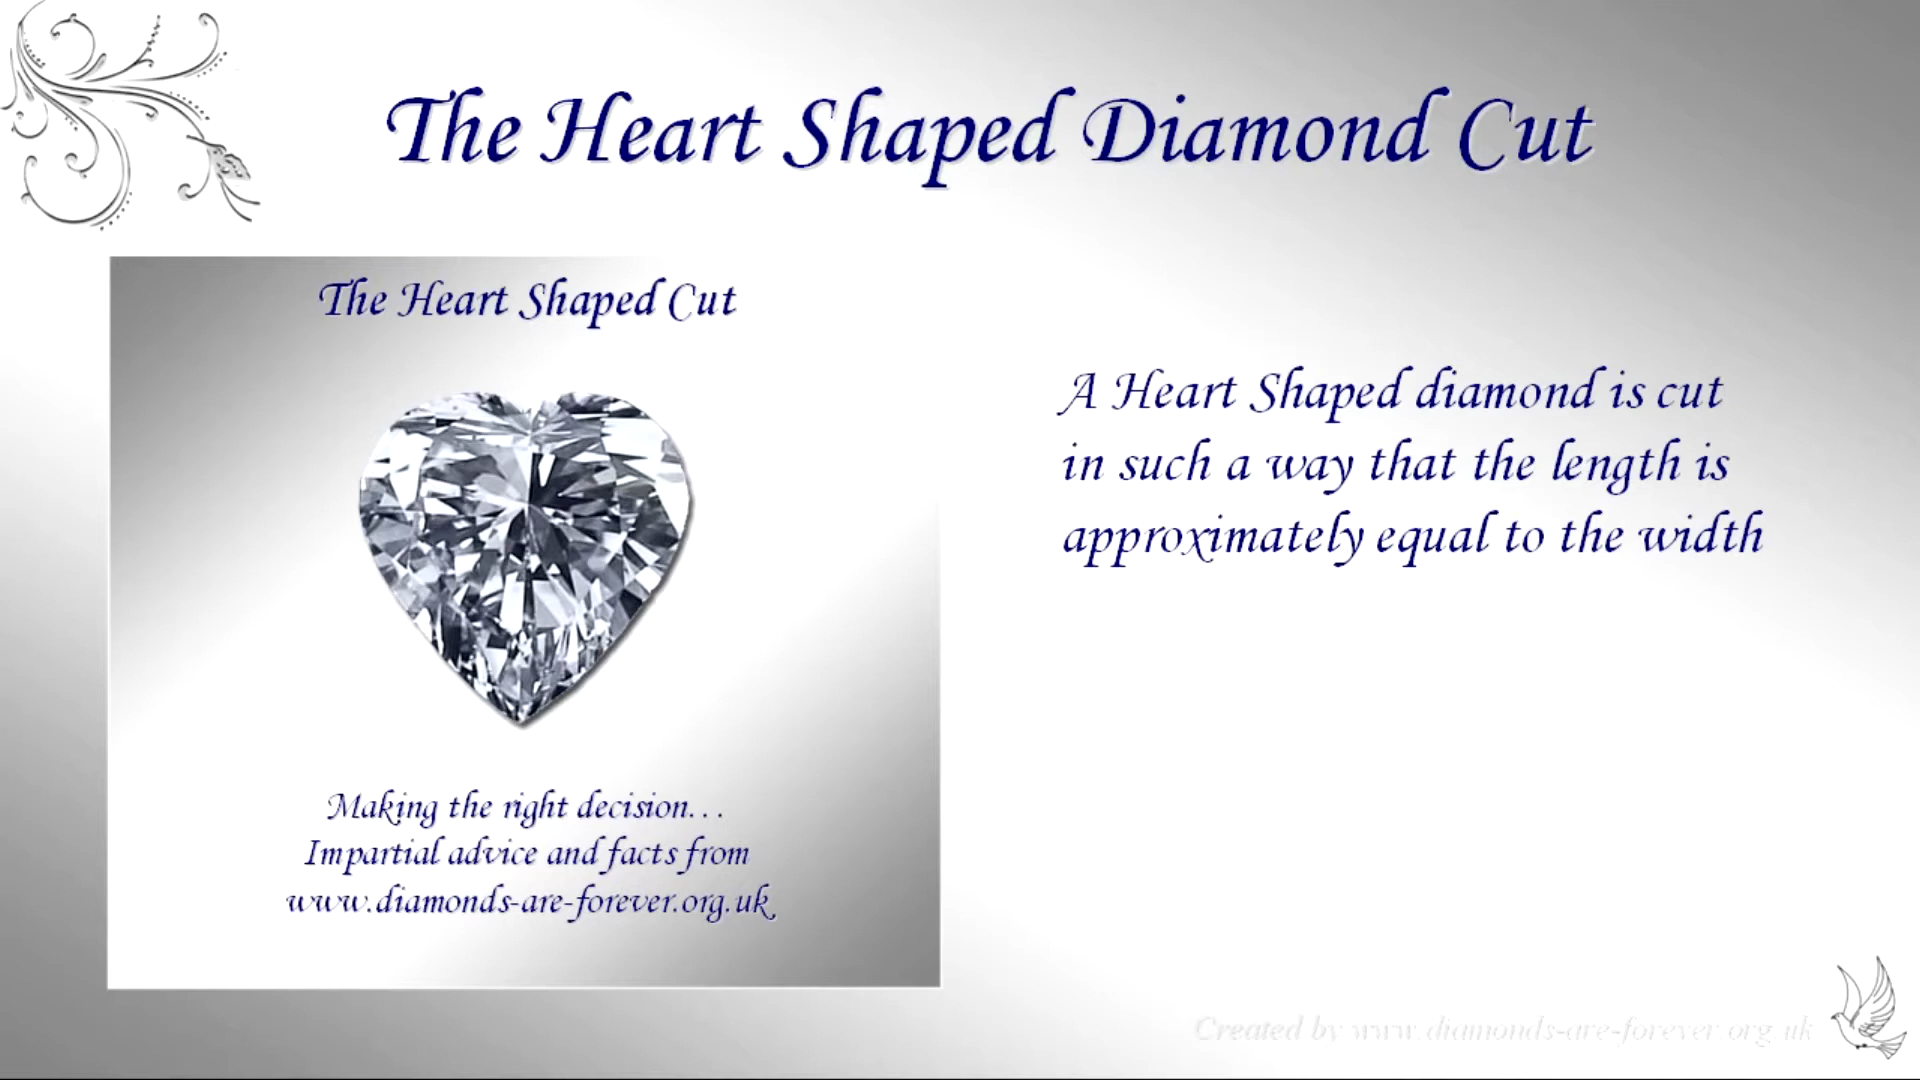 The Heart Shaped Diamond Cut
The Heart Shaped Cut
Making the right decision...
Impartial advice and facts from
www.diamonds-are-forever.org.uk
A Heart Shaped diamond is cut
in such a way that the length is
approximately equal to the width
Created by www.diamonds-are-forever.org.uk